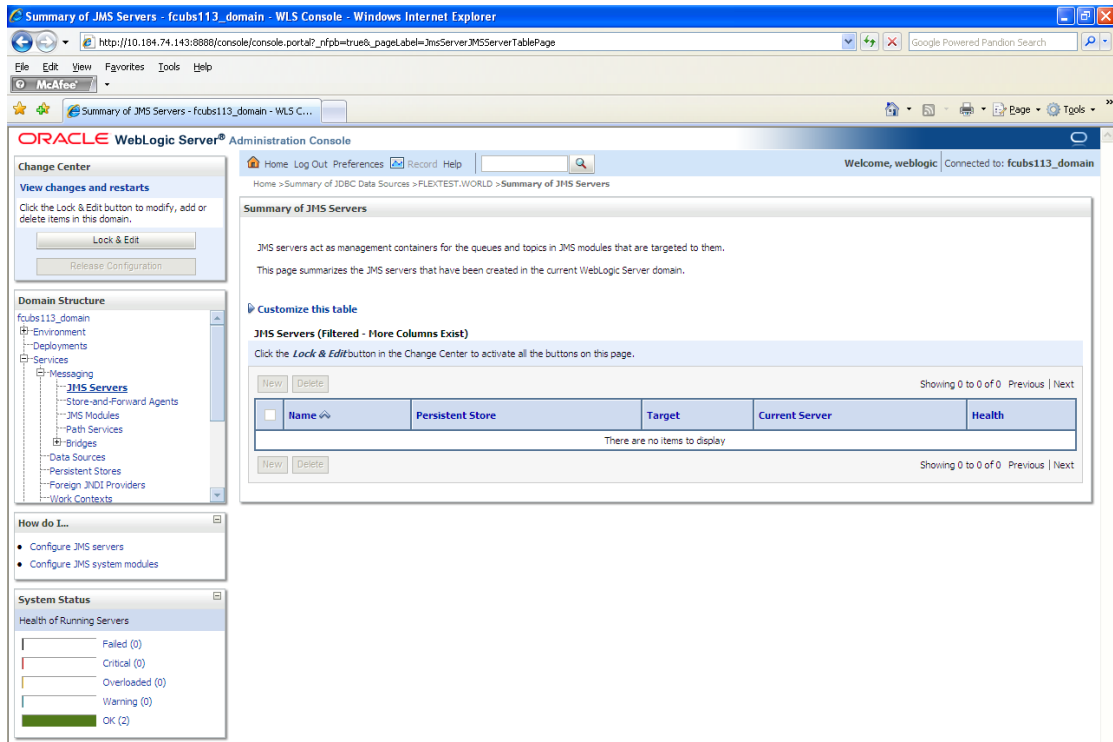 Summary of JMS Servers - fcubs113_domain - WLS Console - Windows Internet Explorer
http://10.184.74.143:8888/console/console.portal?_nfpb=true&_pageLabel=JmsServerJMSServerTablePage
Google Powered Pandion Search
File Edit View Favorites Tools Help
McAfee
Summary of JMS Servers - fcubs113_domain - WLS C...
Page Tools »
ORACLE WebLogic Server® Administration Console
Change Center
View changes and restarts
Click the Lock & Edit button to modify, add or
delete items in this domain.
Lock & Edit
Release Configuration
Domain Structure
fcubs113_domain
Environment
Deployments
Services
Messaging
JMS Servers
Store-and-Forward Agents
JMS Modules
Path Services
Bridges
Data Sources
Persistent Stores
Foreign JNDI Providers
Work Contexts
How do I...
Configure JMS servers
Configure JMS system modules
System Status
Health of Running Servers
Failed (0)
Critical (0)
Overloaded (0)
Warning (0)
OK (2)
Home Log Out Preferences Record Help
Welcome, weblogic Connected to: fcubs113_domain
Home >Summary of JDBC Data Sources >FLEXTEST.WORLD >Summary of JMS Servers
Summary of JMS Servers
JMS servers act as management containers for the queues and topics in JMS modules that are targeted to them.
This page summarizes the JMS servers that have been created in the current WebLogic Server domain.
Customize this table
JMS Servers (Filtered - More Columns Exist)
Click the Lock & Edit button in the Change Center to activate all the buttons on this page.
New Delete Showing 0 to 0 of 0 Previous | Next
Name Persistent Store Target Current Server Health
There are no items to display
New Delete Showing 0 to 0 of 0 Previous | Next